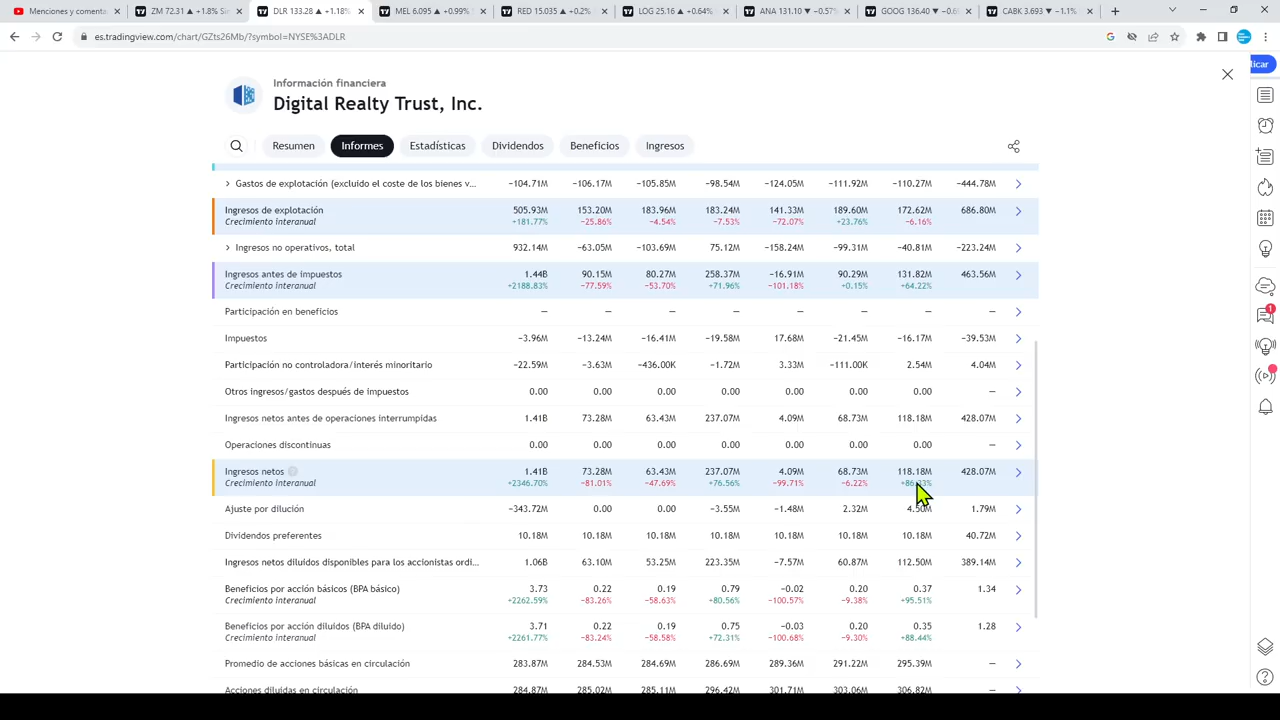 Menciones y comenta
ZM 72.31 ▲ +1.8% Si
DLR 133.28 ▲ +1.18%
MEL 6.095 ▲ +0.99%
RED 15.035 ▲ +0.2%
LOG 25.16 ▲ +0.64%
ANA 131.10 ▼ −0.57%
GOOG 136.40 ▼ −0.6
CABK 3.693 ▼ −1.1%
es.tradingview.com/chart/GZts26Mb/?symbol=NYSE%3ADLR
licar
Información financiera
Digital Realty Trust, Inc.
Resumen Informes Estadísticas Dividendos Beneficios Ingresos
Gastos de explotación (excluido el coste de los bienes v... −104.71M −106.17M −105.85M −98.54M −124.05M −111.92M −110.27M −444.78M
Ingresos de explotación 505.93M 153.20M 183.96M 183.24M 141.33M 189.60M 172.62M 686.80M
Crecimiento interanual +181.77% −25.86% −4.54% −7.53% −72.07% +23.76% −6.16%
Ingresos no operativos, total 932.14M −63.05M −103.69M 75.12M −158.24M −99.31M −40.81M −223.24M
Ingresos antes de impuestos 1.44B 90.15M 80.27M 258.37M −16.91M 90.29M 131.82M 463.56M
Crecimiento interanual +2188.83% −77.59% −53.70% +71.96% −101.18% +0.15% +64.22%
Participación en beneficios — — — — — — — —
Impuestos −3.96M −13.24M −16.41M −19.58M 17.68M −21.45M −16.17M −39.53M
Participación no controladora/interés minoritario −22.59M −3.63M −436.00K −1.72M 3.33M −111.00K 2.54M 4.04M
Otros ingresos/gastos después de impuestos 0.00 0.00 0.00 0.00 0.00 0.00 0.00 —
Ingresos netos antes de operaciones interrumpidas 1.41B 73.28M 63.43M 237.07M 4.09M 68.73M 118.18M 428.07M
Operaciones discontinuas 0.00 0.00 0.00 0.00 0.00 0.00 0.00 —
Ingresos netos ? 1.41B 73.28M 63.43M 237.07M 4.09M 68.73M 118.18M 428.07M
Crecimiento interanual +2346.70% −81.01% −47.69% +76.56% −99.71% −6.22%
Ajuste por dilución −343.72M 0.00 0.00 −3.55M −1.48M 2.32M 4.50M 1.79M
Dividendos preferentes 10.18M 10.18M 10.18M 10.18M 10.18M 10.18M 10.18M 40.72M
Ingresos netos diluidos disponibles para los accionistas ordi... 1.06B 63.10M 53.25M 223.35M −7.57M 60.87M 112.50M 389.14M
Beneficios por acción básicos (BPA básico) 3.73 0.22 0.19 0.79 −0.02 0.20 0.37 1.34
Crecimiento interanual +2262.59% −83.26% −58.63% +80.56% −100.57% −9.38% +95.51%
Beneficios por acción diluidos (BPA diluido) 3.71 0.22 0.19 0.75 −0.03 0.20 0.35 1.28
Crecimiento interanual +2261.77% −83.24% −58.58% +72.31% −100.68% −9.30% +88.44%
Promedio de acciones básicas en circulación 283.87M 284.53M 284.69M 286.69M 289.36M 291.22M 295.39M —
Acciones diluidas en circulación 284.87M 285.02M 285.11M 296.42M 301.71M 303.06M 306.82M —